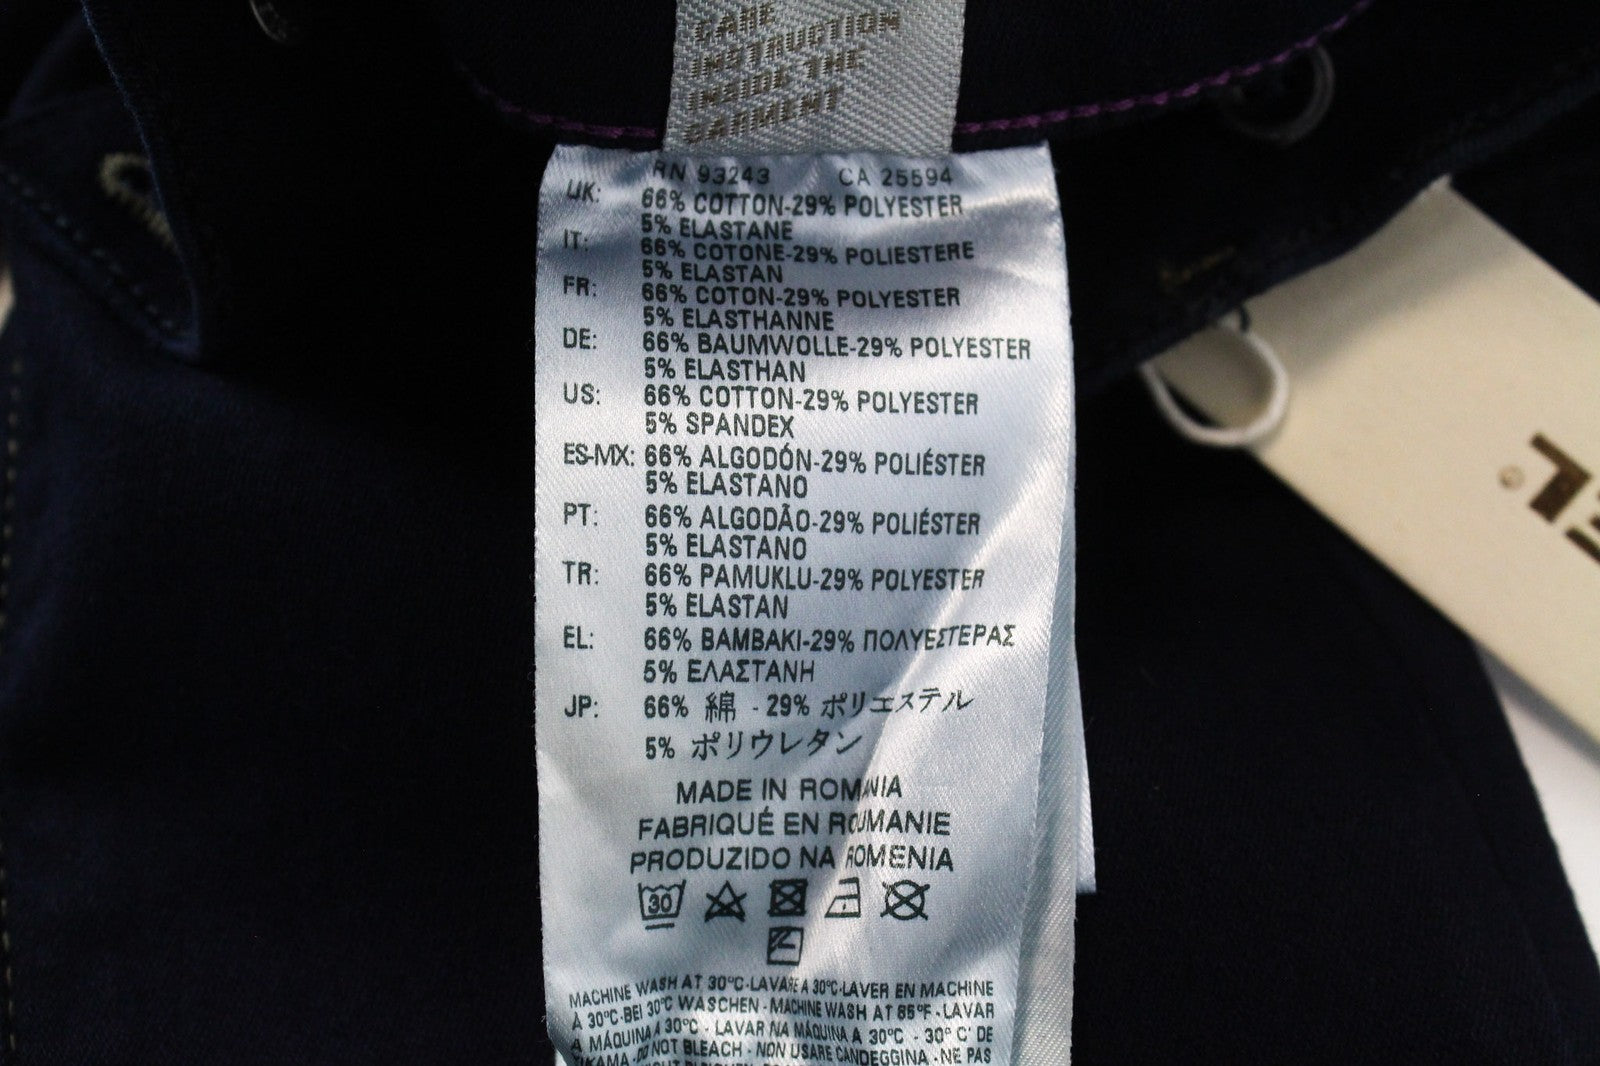 CARE
INSTRUCTION
INSIDE THE
GARMENT
RN 93243 CA 25594
UK: 66% COTTON-29% POLYESTER
5% ELASTANE
IT: 66% COTONE-29% POLIESTERE
5% ELASTAN
FR: 66% COTON-29% POLYESTER
5% ELASTHANNE
DE: 66% BAUMWOLLE-29% POLYESTER
5% ELASTHAN
US: 66% COTTON-29% POLYESTER
5% SPANDEX
ES-MX: 66% ALGODÓN-29% POLIÉSTER
5% ELASTANO
PT: 66% ALGODÃO-29% POLIÉSTER
5% ELASTANO
TR: 66% PAMUKLU-29% POLYESTER
5% ELASTAN
EL: 66% BAMBAKI-29% ΠΟΛΥΕΣΤΕΡΑΣ
5% ΕΛΑΣΤΑΝΗ
JP: 66% 綿 - 29% ポリエステル
5% ポリウレタン
MADE IN ROMANIA
FABRIQUÉ EN ROUMANIE
PRODUZIDO NA ROMENIA
30
MACHINE WASH AT 30°C-LAVARE A 30°C-LAVER EN MACHINE
À 30°C-BEI 30°C WASCHEN - MACHINE WASH AT 85°F - LAVAR
A MÁQUINA A 30°C - LAVAR NA MÁQUINA A 30°C - 30° C' DE
YIKAMA - DO NOT BLEACH - NON USARE CANDEGGINA - NE PAS